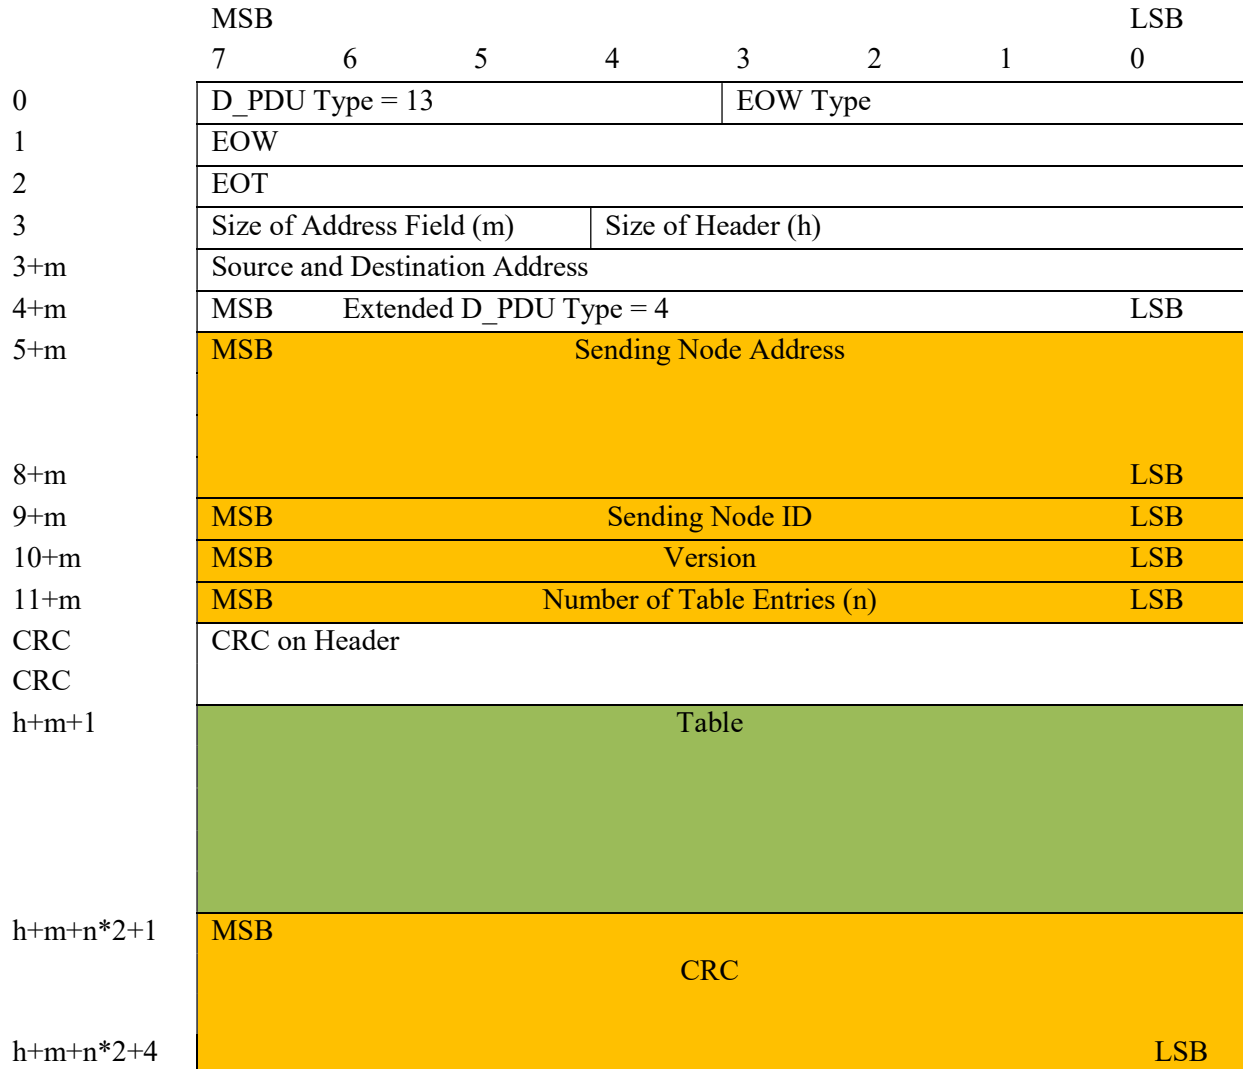 MSB LSB
7 6 5 4 3 2 1 0
0 D_PDU Type = 13 EOW Type
1 EOW
2 EOT
3 Size of Address Field (m) Size of Header (h)
3+m Source and Destination Address
4+m MSB Extended D_PDU Type = 4 LSB
5+m MSB Sending Node Address
8+m LSB
9+m MSB Sending Node ID LSB
10+m MSB Version LSB
11+m MSB Number of Table Entries (n) LSB
CRC CRC on Header
CRC
h+m+1 Table
h+m+n*2+1 MSB
CRC
h+m+n*2+4 LSB